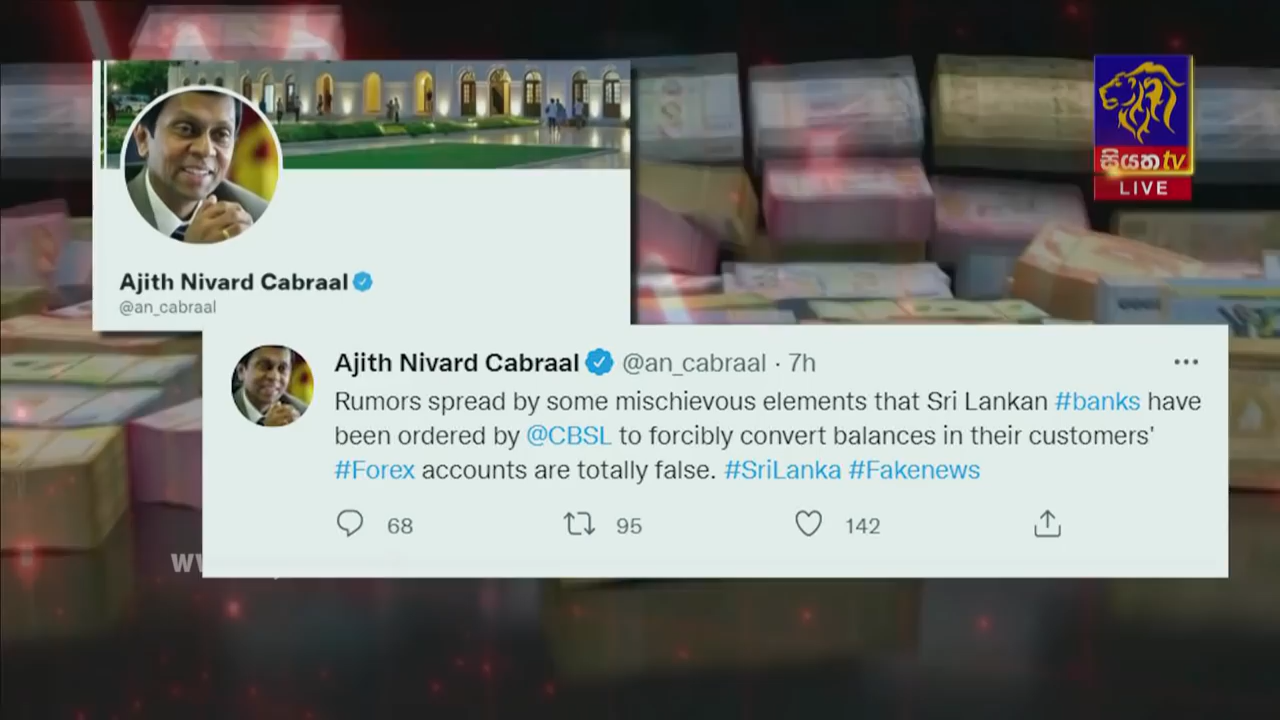 සියත tv
LIVE
Ajith Nivard Cabraal
@an_cabraal
Ajith Nivard Cabraal @an_cabraal · 7h
Rumors spread by some mischievous elements that Sri Lankan #banks have
been ordered by @CBSL to forcibly convert balances in their customers'
#Forex accounts are totally false. #SriLanka #Fakenews
68 95 142